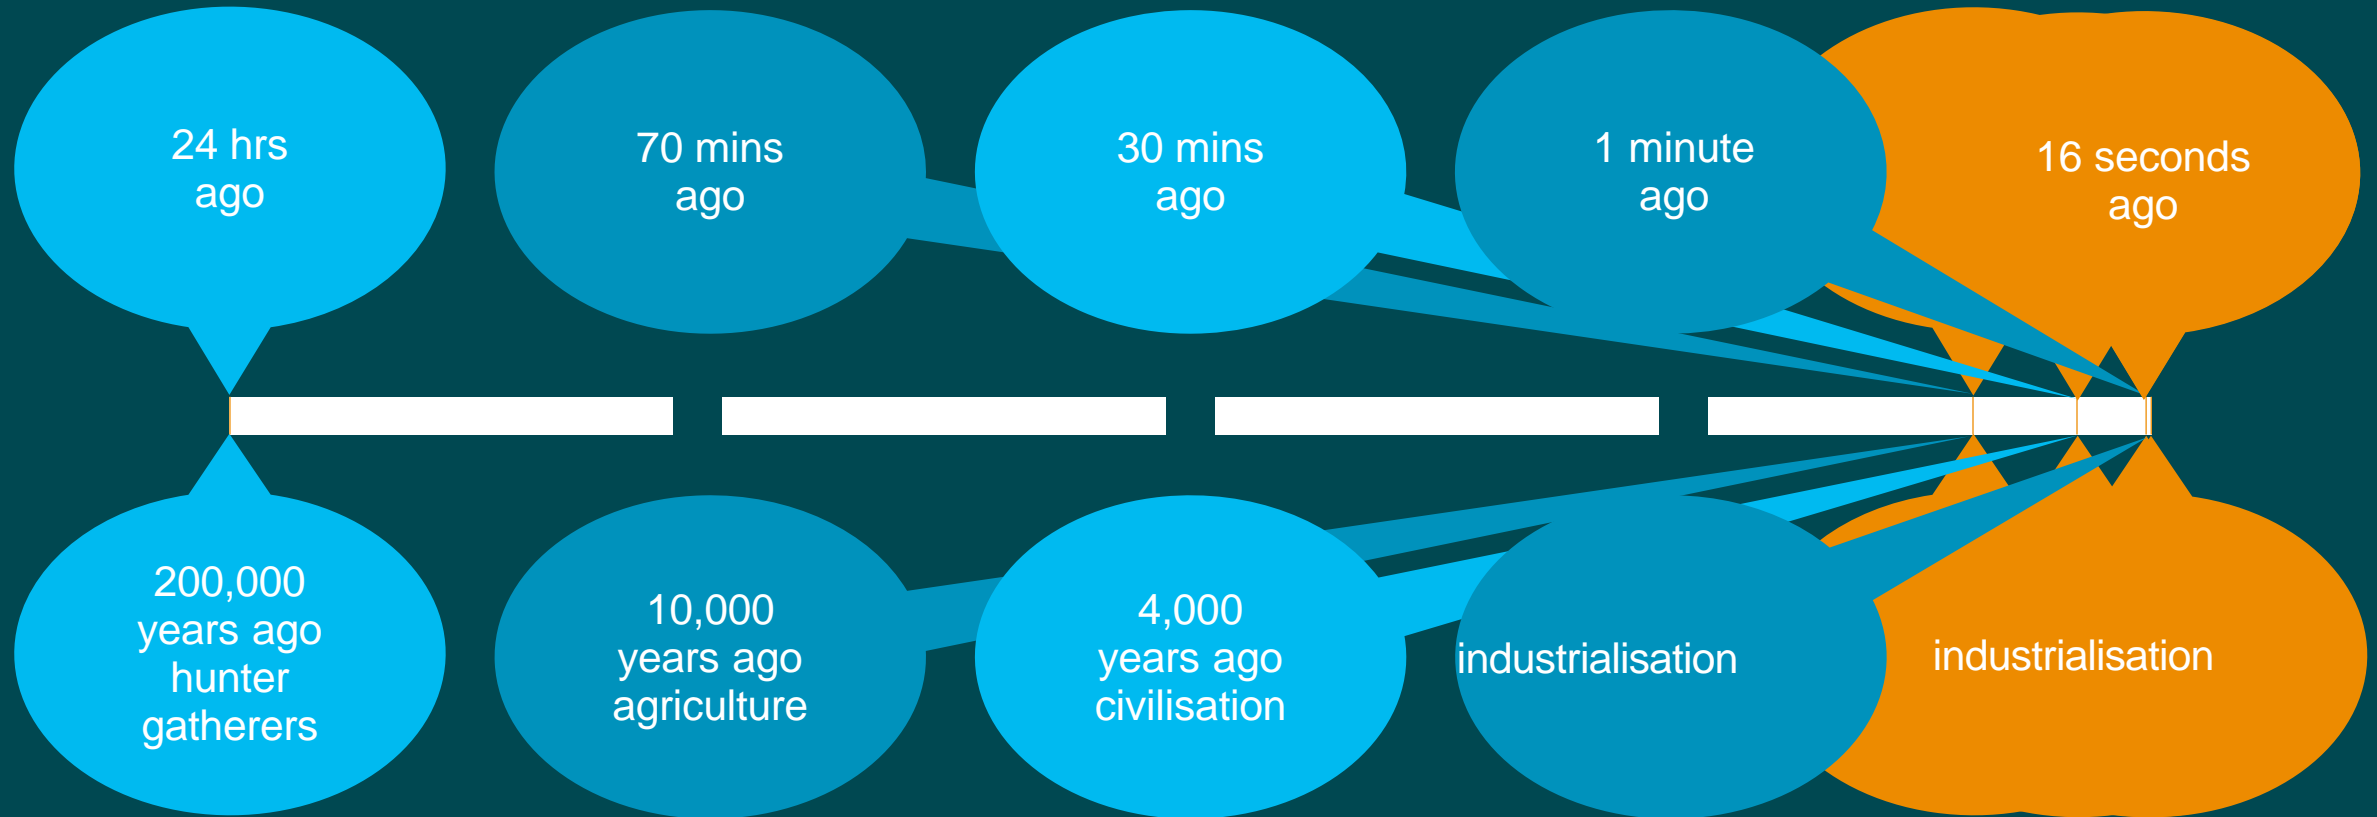 24 hrs
ago
70 mins
ago
30 mins
ago
1 minute
ago
16 seconds
ago
200,000
years ago
hunter
gatherers
10,000
years ago
agriculture
4,000
years ago
civilisation
industrialisation
industrialisation